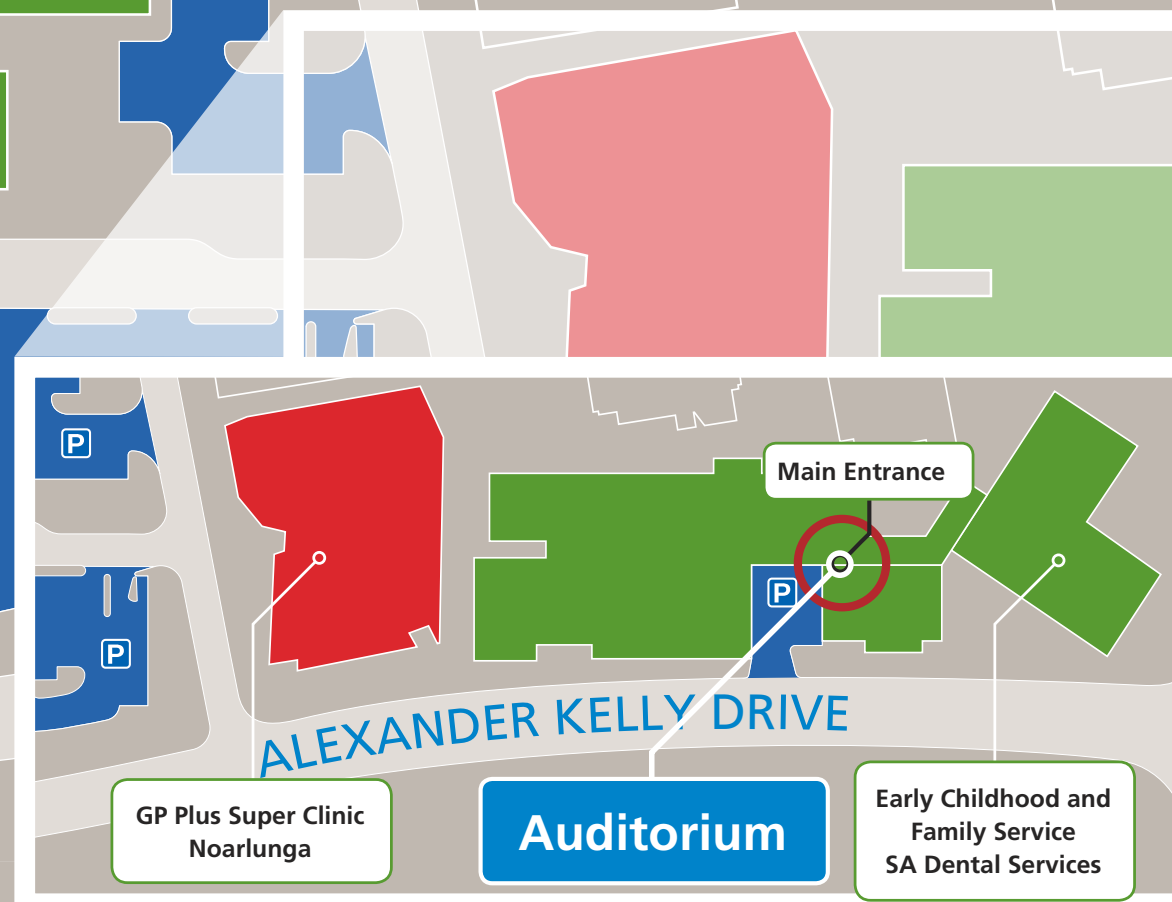 P
Main Entrance
P
P
ALEXANDER KELLY DRIVE
GP Plus Super Clinic
Noarlunga
Auditorium
Early Childhood and
Family Service
SA Dental Services